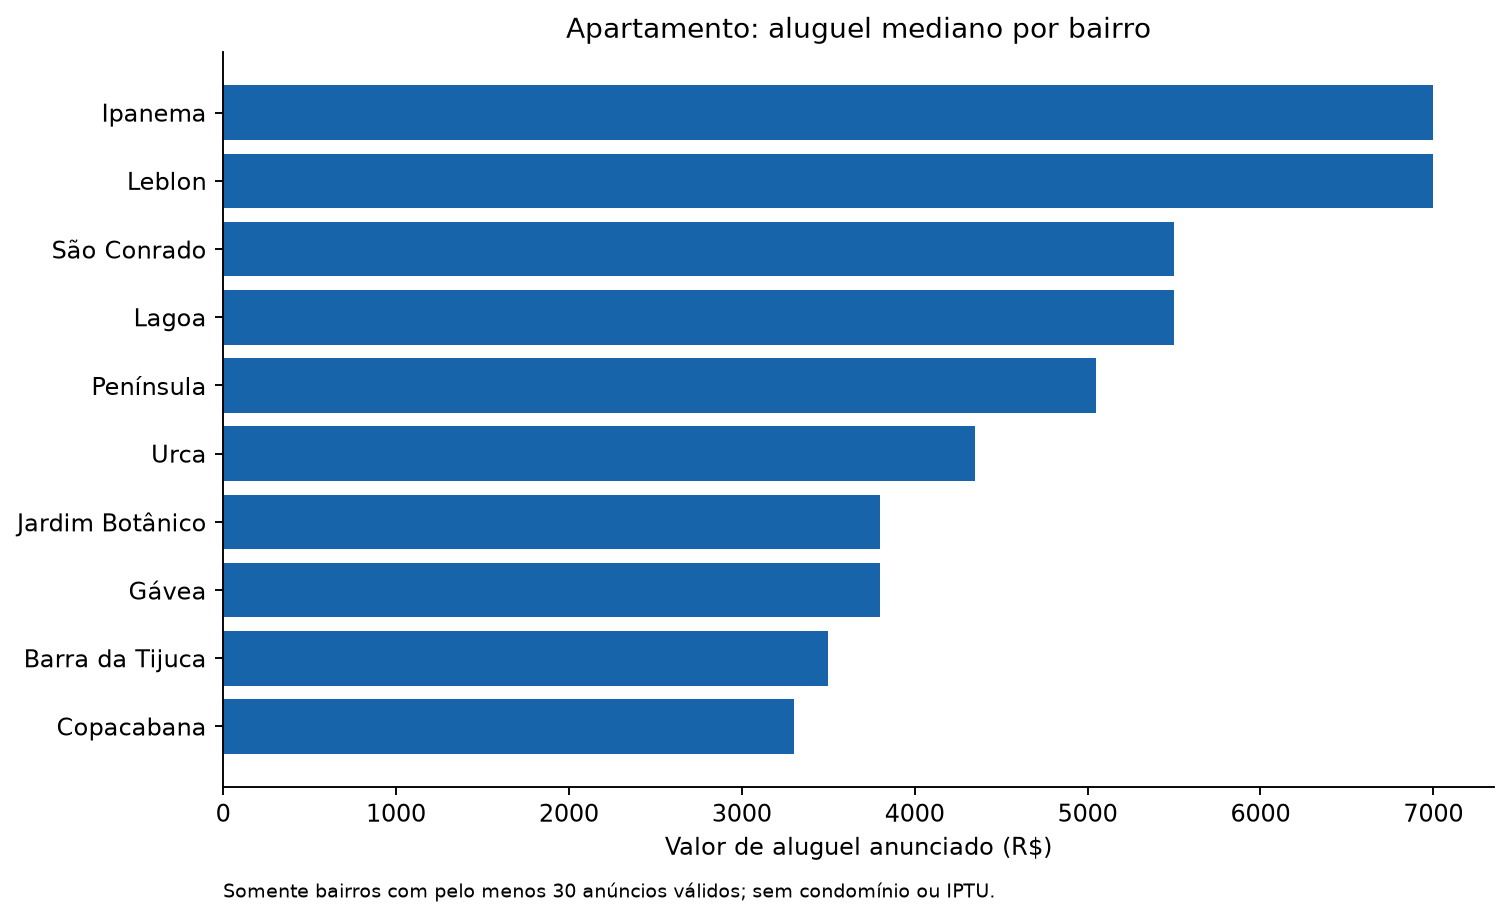 Apartamento: aluguel mediano por bairro
Ipanema
Leblon
São Conrado
Lagoa
Península
Urca
Jardim Botânico
Gávea
Barra da Tijuca
Copacabana
0 1000 2000 3000 4000 5000 6000 7000
Valor de aluguel anunciado (R$)
Somente bairros com pelo menos 30 anúncios válidos; sem condomínio ou IPTU.